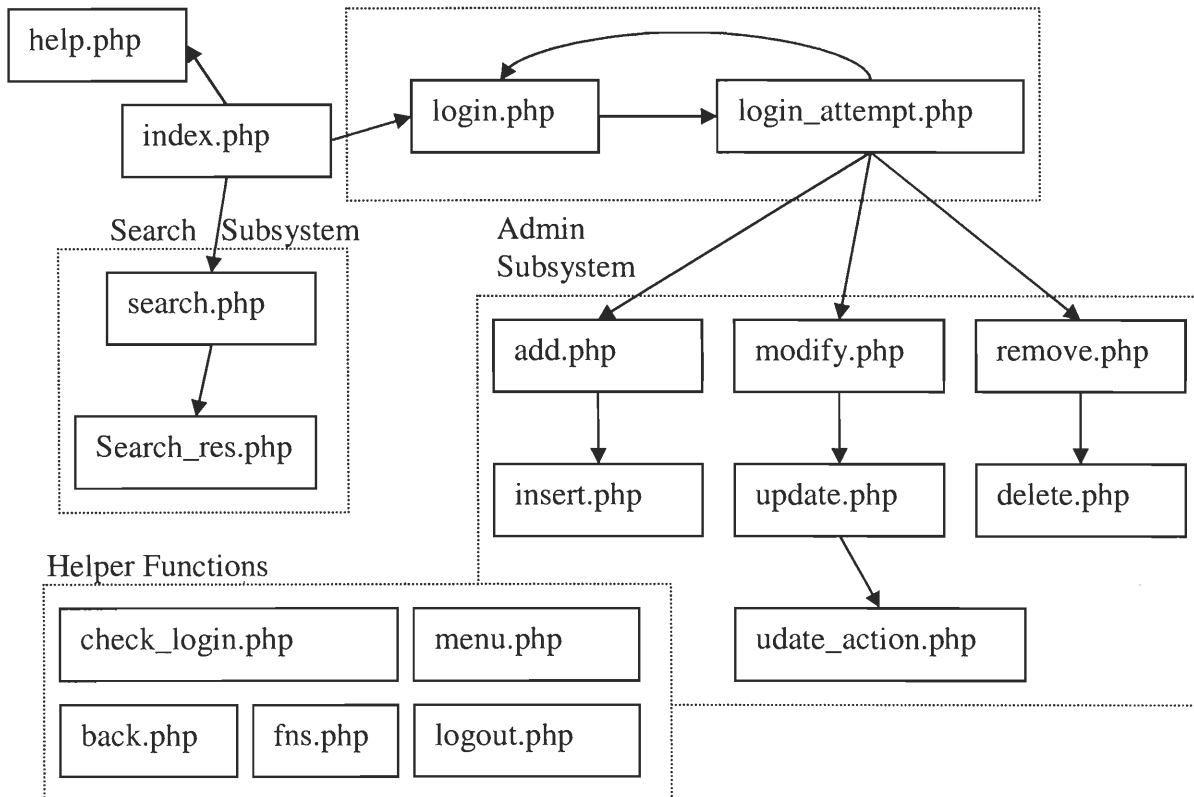 help.php
index.php
login.php
login_attempt.php
Search Subsystem
search.php
Search_res.php
Admin
Subsystem
add.php
modify.php
remove.php
insert.php
update.php
delete.php
udate_action.php
Helper Functions
check_login.php
menu.php
back.php
fns.php
logout.php